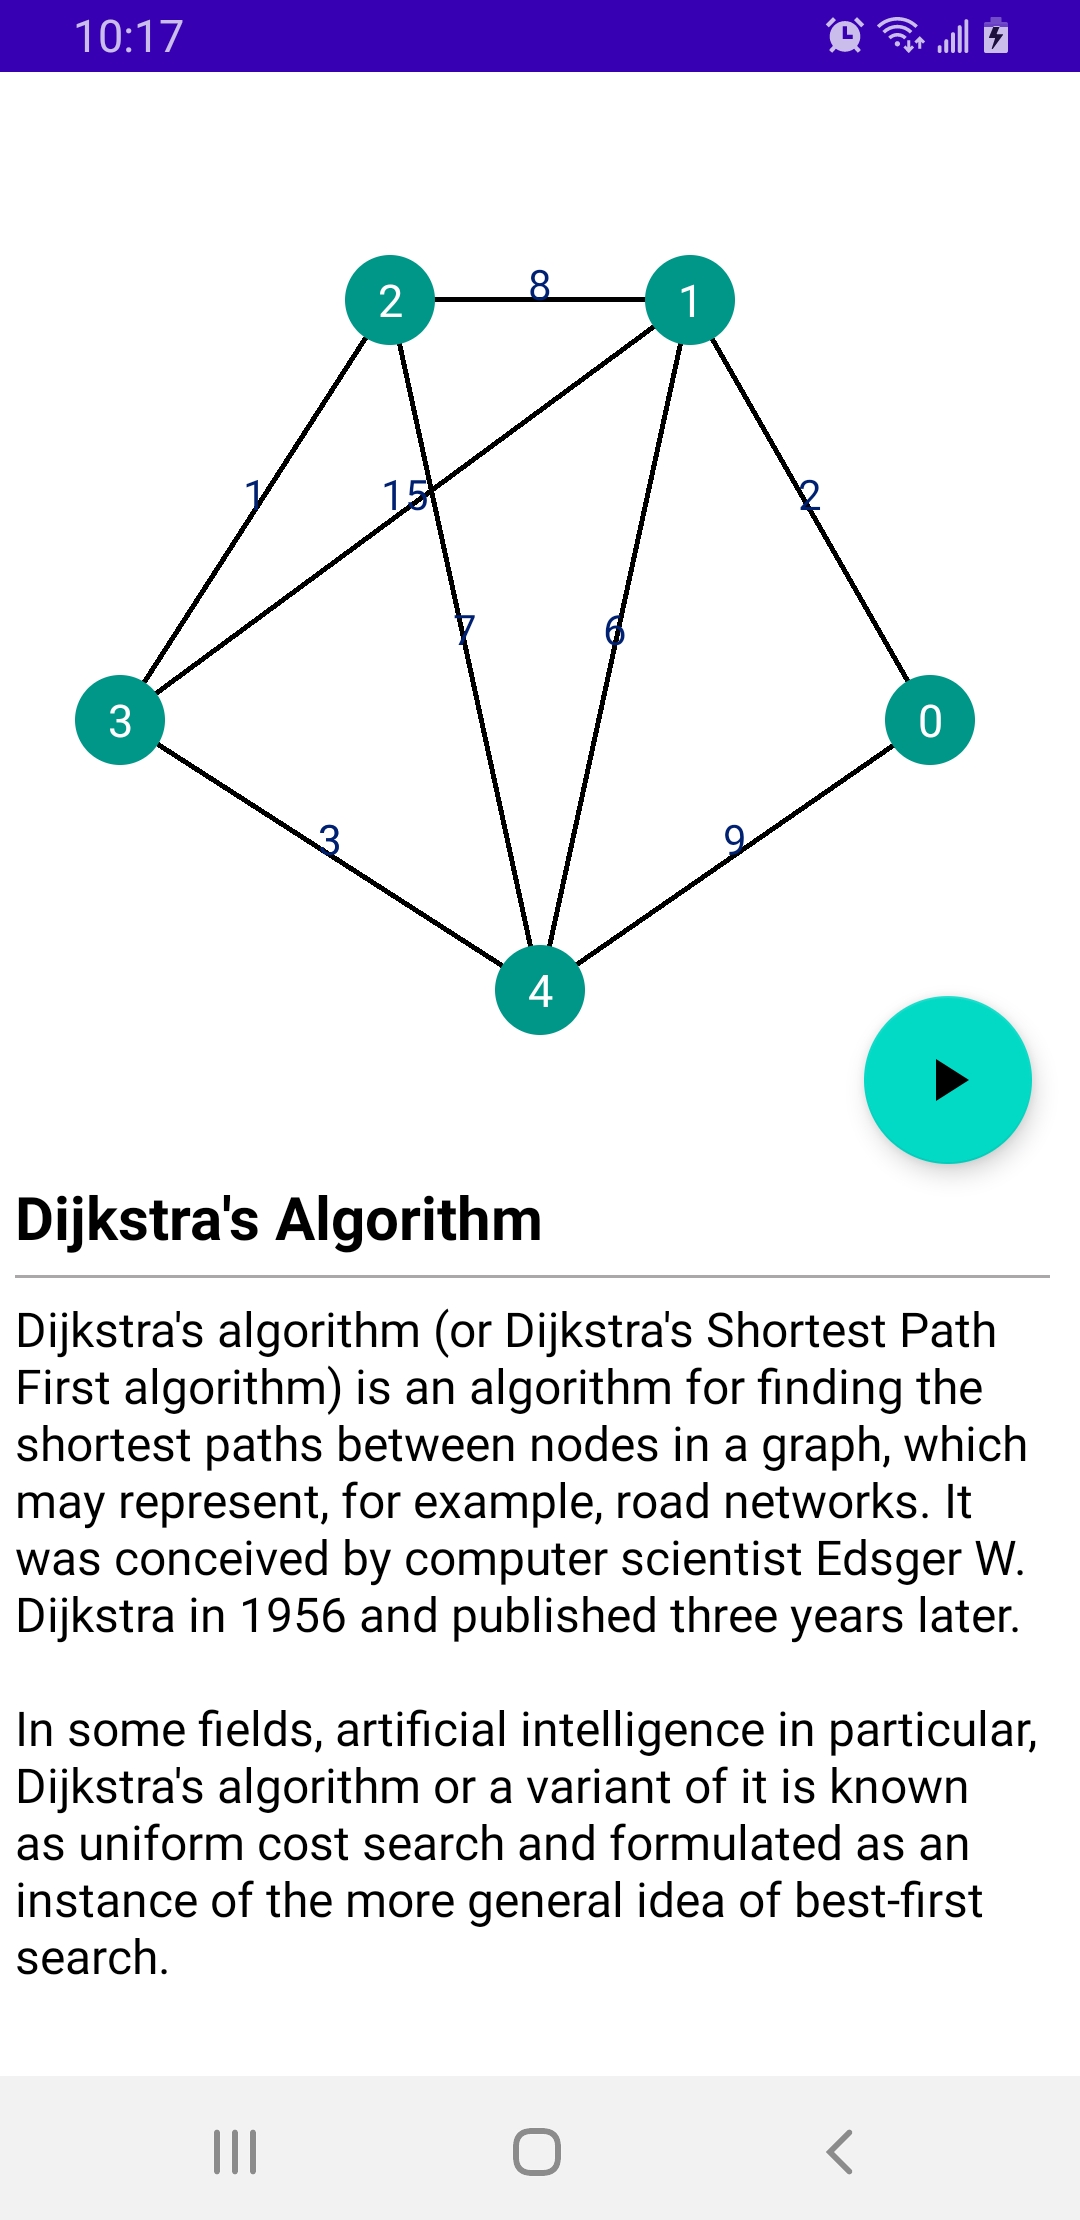 10:17
2
8
1
1
15
2
7
6
3
0
3
9
4
Dijkstra's Algorithm
Dijkstra's algorithm (or Dijkstra's Shortest Path
First algorithm) is an algorithm for finding the
shortest paths between nodes in a graph, which
may represent, for example, road networks. It
was conceived by computer scientist Edsger W.
Dijkstra in 1956 and published three years later.
In some fields, artificial intelligence in particular,
Dijkstra's algorithm or a variant of it is known
as uniform cost search and formulated as an
instance of the more general idea of best-first
search.